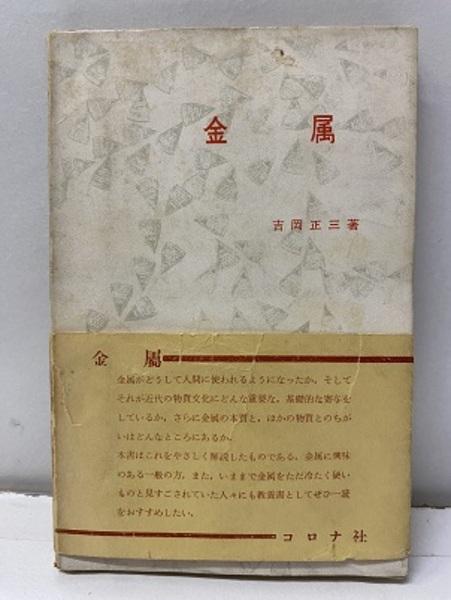 金属
吉岡正三著
金属
金属がどうして人間に使われるようになったか，そして
それが近代の物質文化にどんな重要な，基礎的な寄与を
しているか，さらに金属の本質と，ほかの物質とのちが
いはどんなところにあるか。
本書はこれをやさしく解説したものである。金属に興味
のある一般の方，また，いままで金属をただ冷たく硬い
ものと見すごされていた人々にも教養書としてぜひ一読
をおすすめしたい。
コロナ社